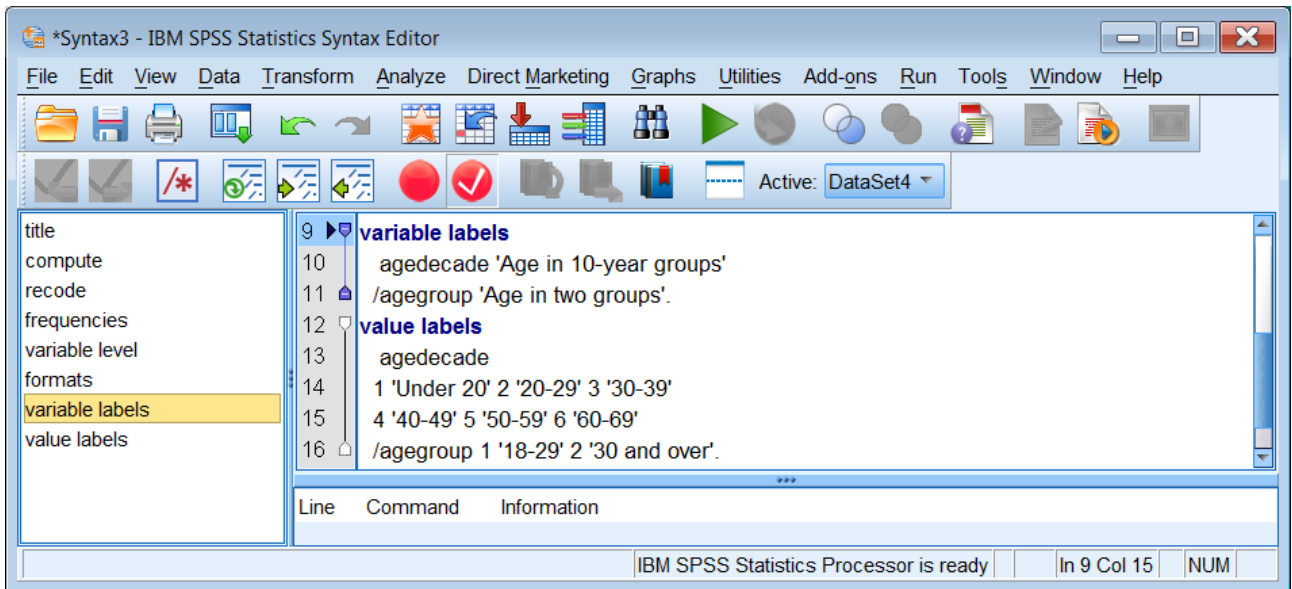 *Syntax3 - IBM SPSS Statistics Syntax Editor
File Edit View Data Transform Analyze Direct Marketing Graphs Utilities Add-ons Run Tools Window Help
/*
Active: DataSet4
title
compute
recode
frequencies
variable level
formats
variable labels
value labels
9 variable labels
10 agedecade 'Age in 10-year groups'
11 /agegroup 'Age in two groups'.
12 value labels
13 agedecade
14 1 'Under 20' 2 '20-29' 3 '30-39'
15 4 '40-49' 5 '50-59' 6 '60-69'
16 /agegroup 1 '18-29' 2 '30 and over'.
Line Command Information
IBM SPSS Statistics Processor is ready In 9 Col 15 NUM